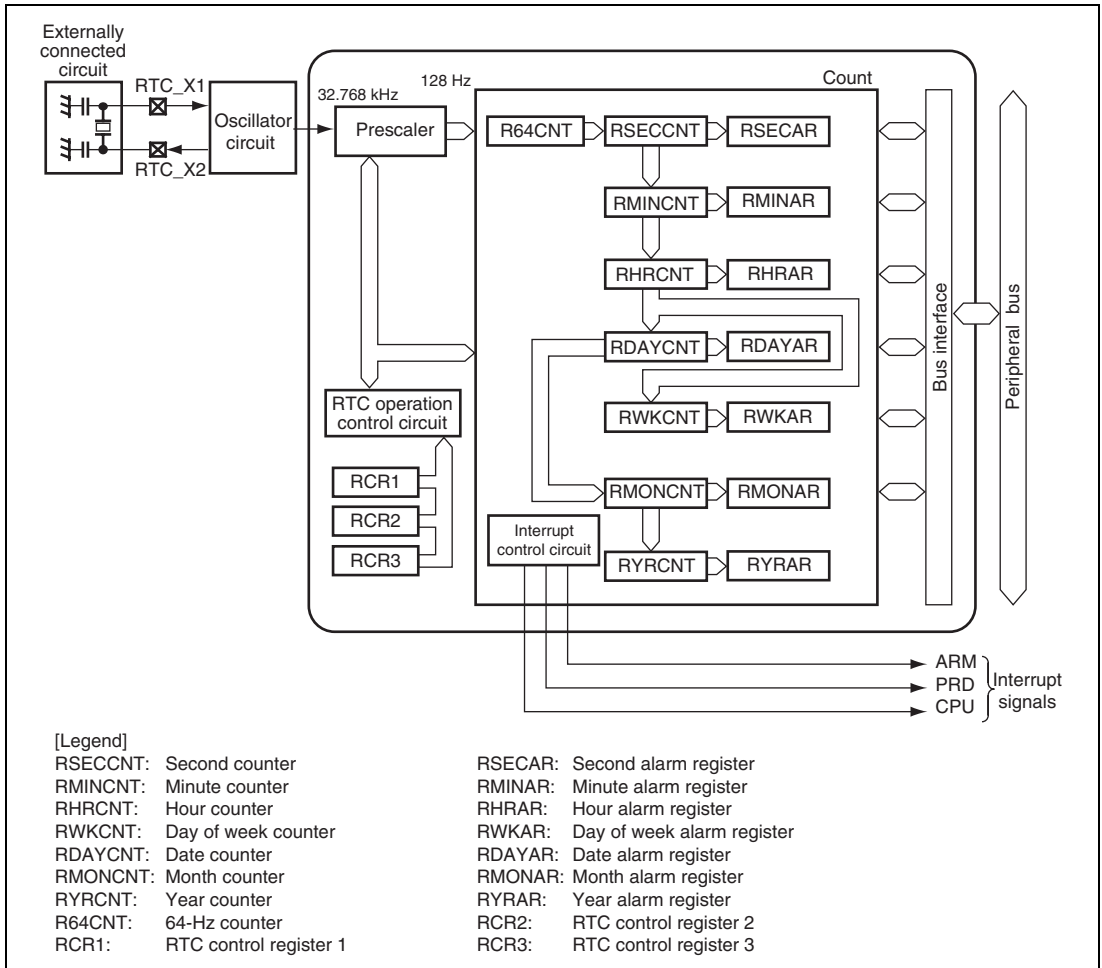 Externally
connected
circuit
RTC_X1
RTC_X2
Oscillator
circuit
32.768 kHz
128 Hz
Prescaler
Count
R64CNT
RSECCNT
RSECAR
RMINCNT
RMINAR
RHRCNT
RHRAR
RDAYCNT
RDAYAR
RWKCNT
RWKAR
RMONCNT
RMONAR
RYRCNT
RYRAR
RTC operation
control circuit
RCR1
RCR2
RCR3
Interrupt
control circuit
Bus interface
Peripheral bus
ARM
PRD
CPU
Interrupt
signals
[Legend]
RSECCNT: Second counter
RMINCNT: Minute counter
RHRCNT: Hour counter
RWKCNT: Day of week counter
RDAYCNT: Date counter
RMONCNT: Month counter
RYRCNT: Year counter
R64CNT: 64-Hz counter
RCR1: RTC control register 1
RSECAR: Second alarm register
RMINAR: Minute alarm register
RHRAR: Hour alarm register
RWKAR: Day of week alarm register
RDAYAR: Date alarm register
RMONAR: Month alarm register
RYRAR: Year alarm register
RCR2: RTC control register 2
RCR3: RTC control register 3